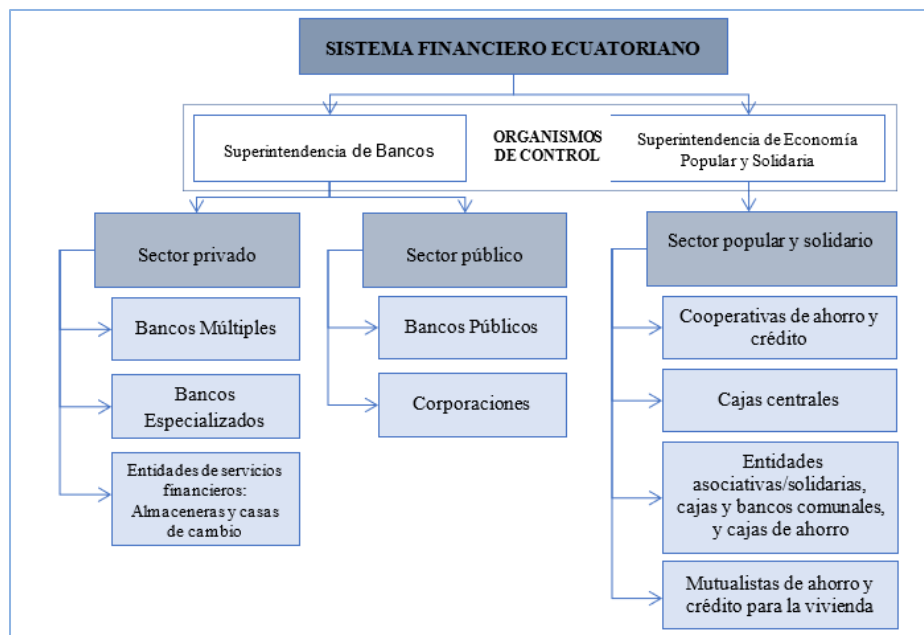 SISTEMA FINANCIERO ECUATORIANO
Superintendencia de Bancos
ORGANISMOS
DE CONTROL
Superintendencia de Economía
Popular y Solidaria
Sector privado
Bancos Múltiples
Bancos
Especializados
Entidades de servicios
financieros:
Almaceneras y casas
de cambio
Sector público
Bancos Públicos
Corporaciones
Sector popular y solidario
Cooperativas de ahorro y
crédito
Cajas centrales
Entidades
asociativas/solidarias,
cajas y bancos comunales,
y cajas de ahorro
Mutualistas de ahorro y
crédito para la vivienda